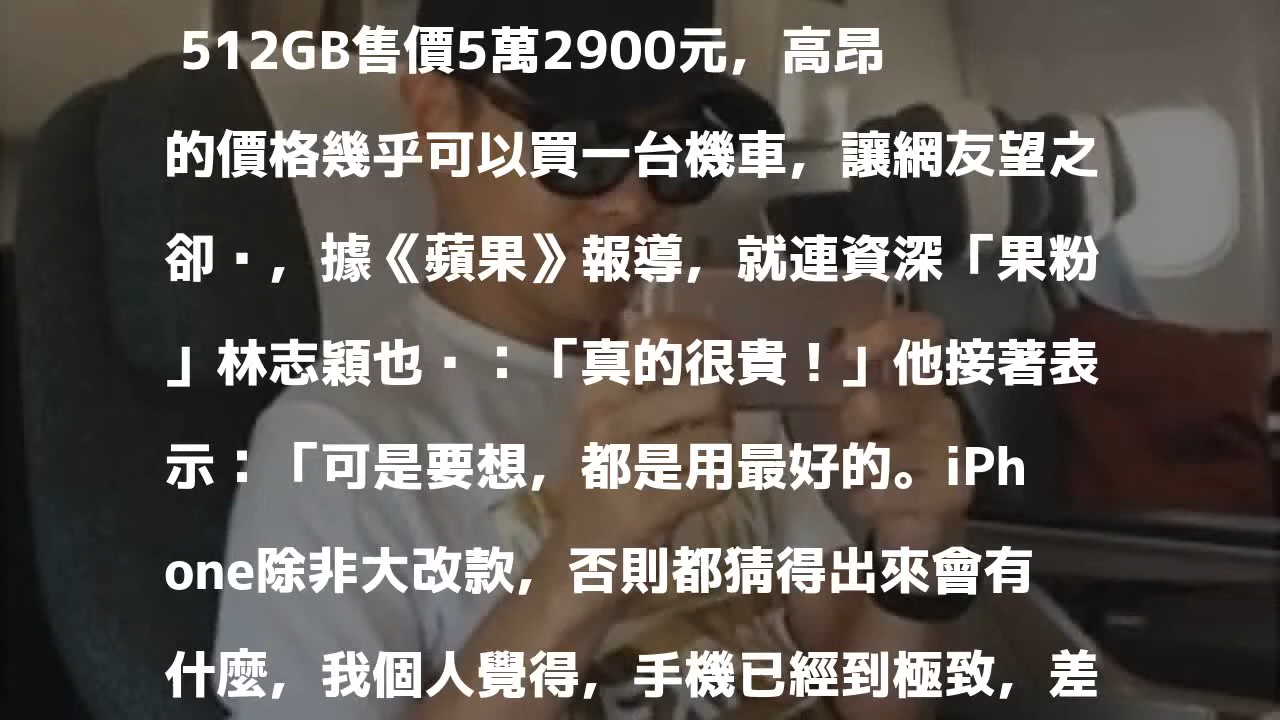 512GB售價5萬2900元，高昂
的價格幾乎可以買一台機車，讓網友望之
卻▪，據《蘋果》報導，就連資深「果粉
」林志穎也▪：「真的很貴！」他接著表
示：「可是要想，都是用最好的。iPh
one除非大改款，否則都猜得出來會有
什麼，我個人覺得，手機已經到極致，差